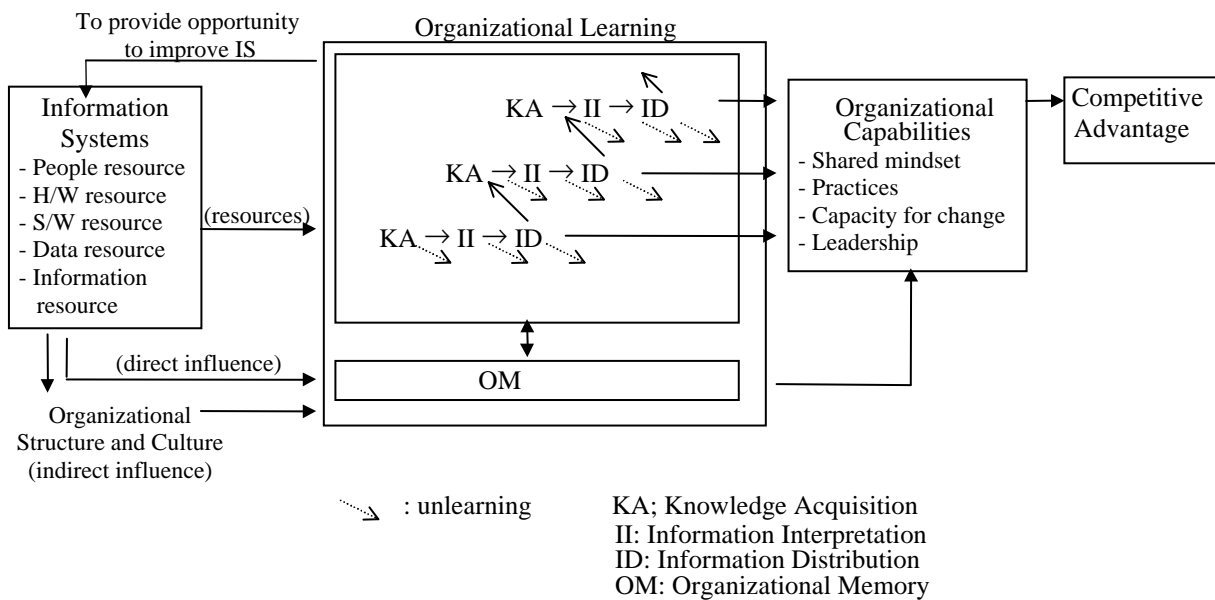 To provide opportunity
to improve IS
Organizational Learning
Information
Systems
- People resource
- H/W resource
- S/W resource
- Data resource
- Information
resource
(resources)
KA → II → ID
KA → II → ID
KA → II → ID
Organizational
Capabilities
- Shared mindset
- Practices
- Capacity for change
- Leadership
Competitive
Advantage
(direct influence)
OM
Organizational
Structure and Culture
(indirect influence)
: unlearning
KA; Knowledge Acquisition
II: Information Interpretation
ID: Information Distribution
OM: Organizational Memory